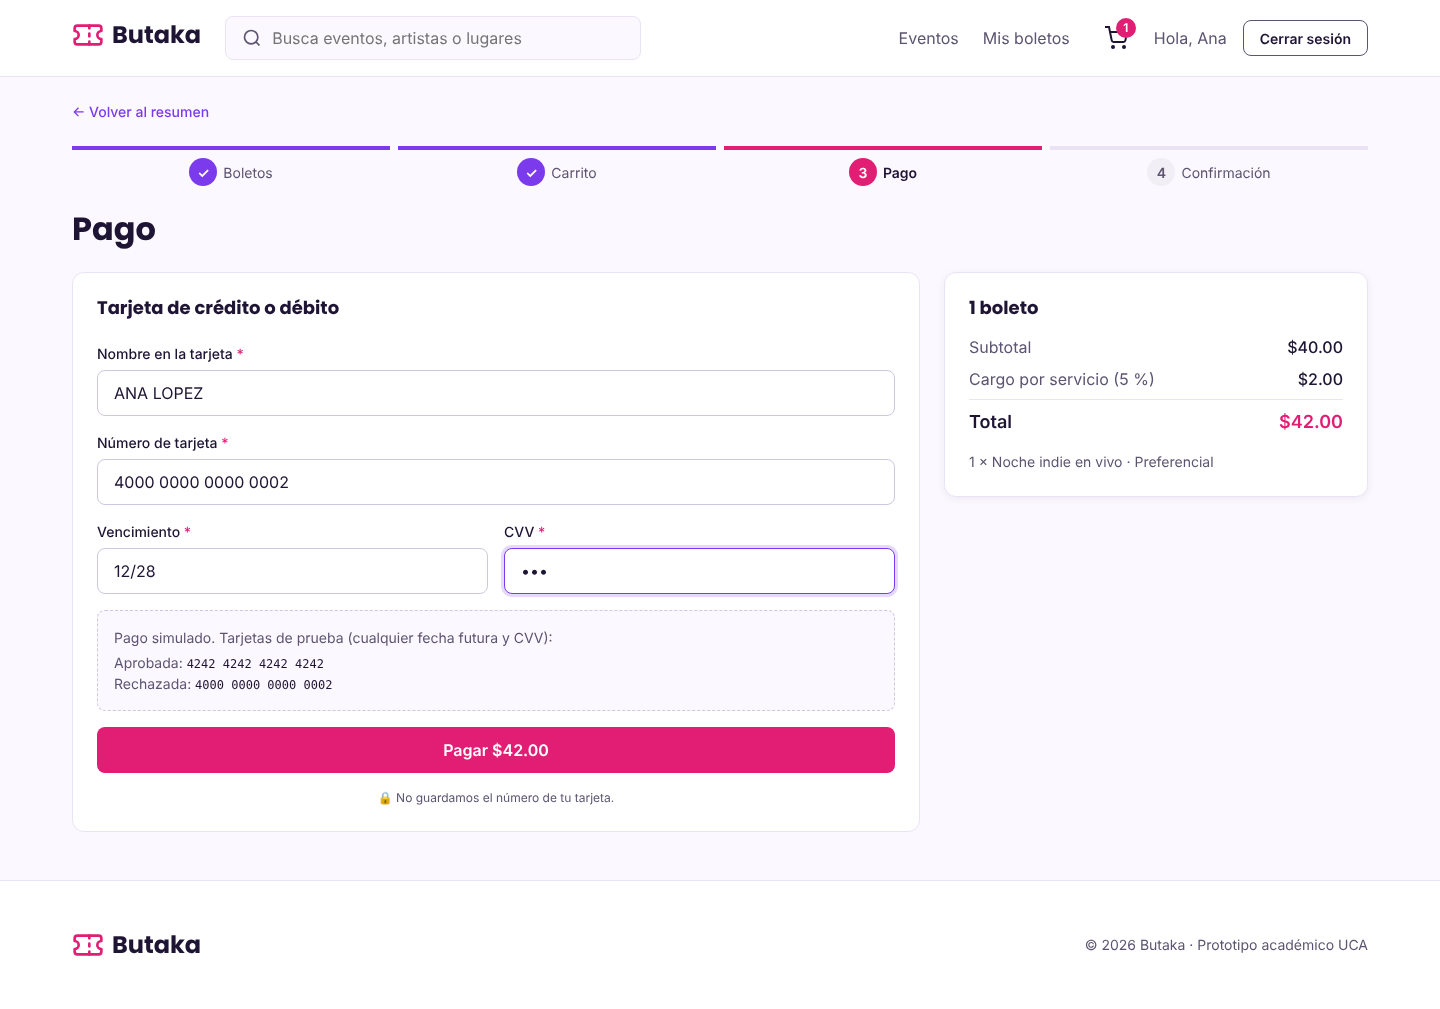 Butaka
Busca eventos, artistas o lugares
Eventos
Mis boletos
1
Hola, Ana
Cerrar sesión
← Volver al resumen
Boletos
Carrito
3 Pago
4 Confirmación
Pago
Tarjeta de crédito o débito
Nombre en la tarjeta *
ANA LOPEZ
Número de tarjeta *
4000 0000 0000 0002
Vencimiento *
CVV *
12/28
•••
Pago simulado. Tarjetas de prueba (cualquier fecha futura y CVV):
Aprobada: 4242 4242 4242 4242
Rechazada: 4000 0000 0000 0002
Pagar $42.00
🔒 No guardamos el número de tu tarjeta.
1 boleto
Subtotal $40.00
Cargo por servicio (5 %) $2.00
Total $42.00
1 × Noche indie en vivo · Preferencial
Butaka
© 2026 Butaka · Prototipo académico UCA